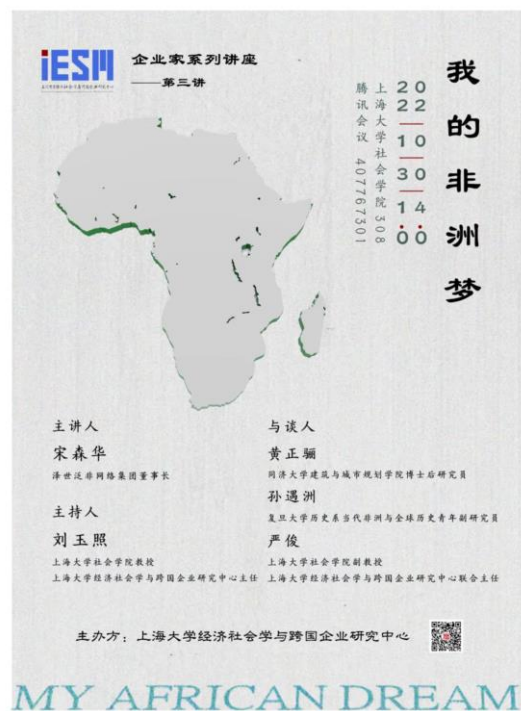 iESM
企业家系列讲座
——第三讲
我的非洲梦
2022—10—30—14:00
上海大学社会学院 308
腾讯会议 407767301
主讲人
宋森华
泽世泛非网络集团董事长
主持人
刘玉照
上海大学社会学院教授
上海大学经济社会学与跨国企业研究中心主任
与谈人
黄正骊
同济大学建筑与城市规划学院博士后研究员
孙遇洲
复旦大学历史系当代非洲与全球历史青年副研究员
严俊
上海大学社会学院副教授
上海大学经济社会学与跨国企业研究中心联合主任
主办方：上海大学经济社会学与跨国企业研究中心
MY AFRICAN DREAM